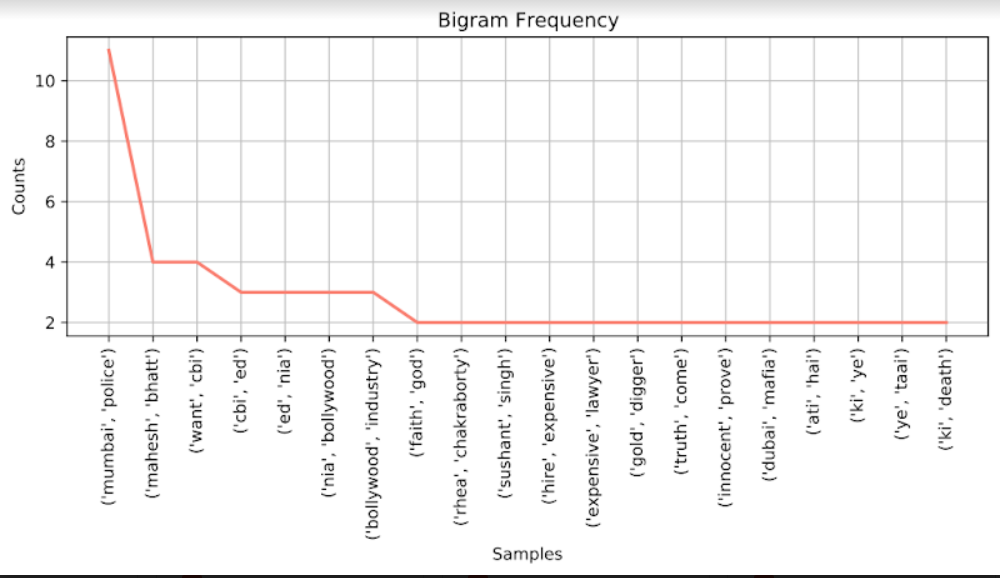 Bigram Frequency
Counts
10
8
6
4
2
('mumbai', 'police')
('mahesh', 'bhatt')
('want', 'cbi')
('cbi', 'ed')
('ed', 'nia')
('nia', 'bollywood')
('bollywood', 'industry')
('faith', 'god')
('rhea', 'chakraborty')
('sushant', 'singh')
('hire', 'expensive')
('expensive', 'lawyer')
('gold', 'digger')
('truth', 'come')
('innocent', 'prove')
('dubai', 'mafia')
('ati', 'hai')
('ki', 'ye')
('ye', 'taai')
('ki', 'death')
Samples